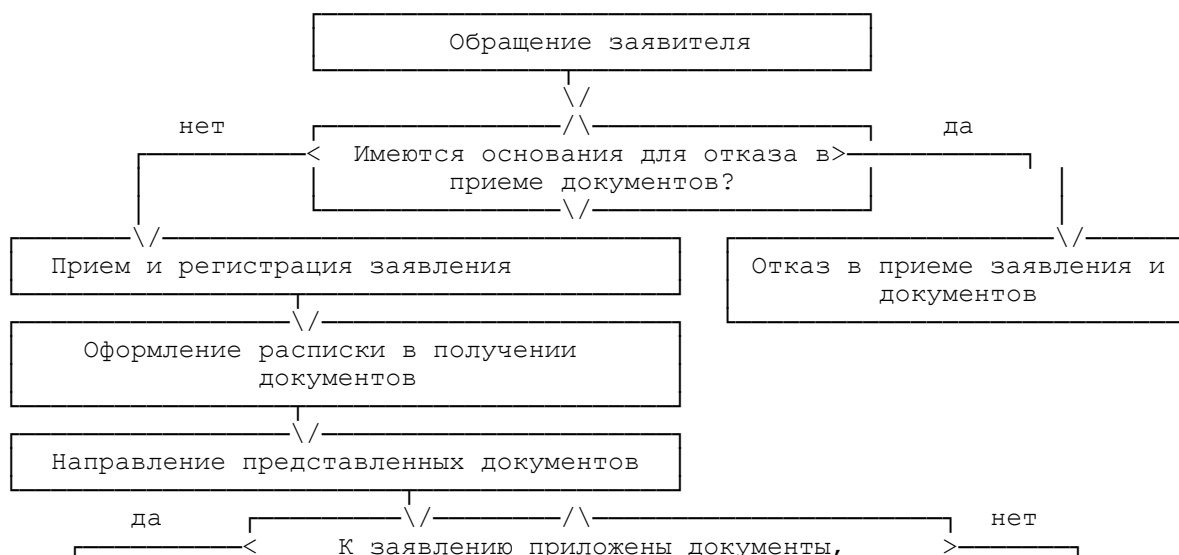 Обращение заявителя
нет
да
Имеются основания для отказа в
приеме документов?
Прием и регистрация заявления
Отказ в приеме заявления и
документов
Оформление расписки в получении
документов
Направление представленных документов
да
нет
К заявлению приложены документы,